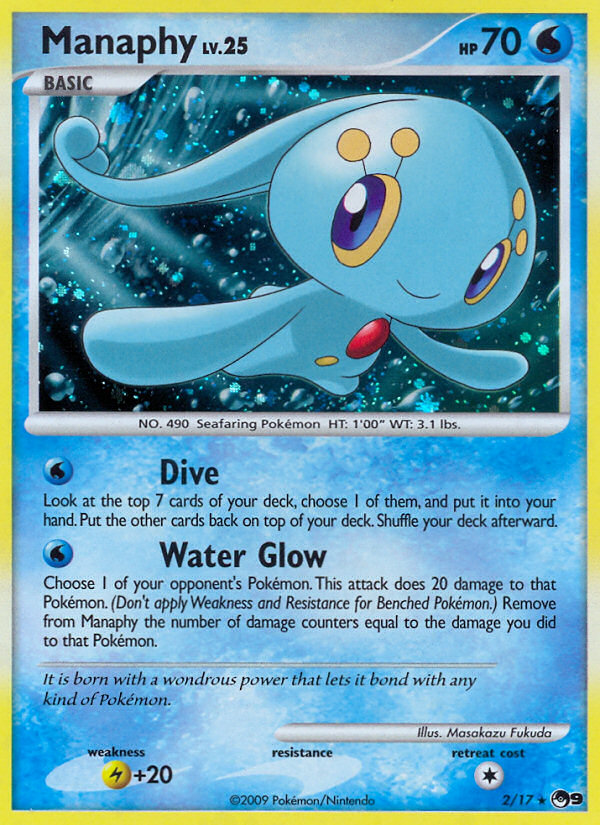 Manaphy LV.25 HP 70
BASIC
NO. 490 Seafaring Pokémon HT: 1'00" WT: 3.1 lbs.
Dive
Look at the top 7 cards of your deck, choose 1 of them, and put it into your
hand. Put the other cards back on top of your deck. Shuffle your deck afterward.
Water Glow
Choose 1 of your opponent's Pokémon. This attack does 20 damage to that
Pokémon. (Don't apply Weakness and Resistance for Benched Pokémon.) Remove
from Manaphy the number of damage counters equal to the damage you did
to that Pokémon.
It is born with a wondrous power that lets it bond with any
kind of Pokémon.
Illus. Masakazu Fukuda
weakness resistance retreat cost
+20
©2009 Pokémon/Nintendo 2/17 ★ 9